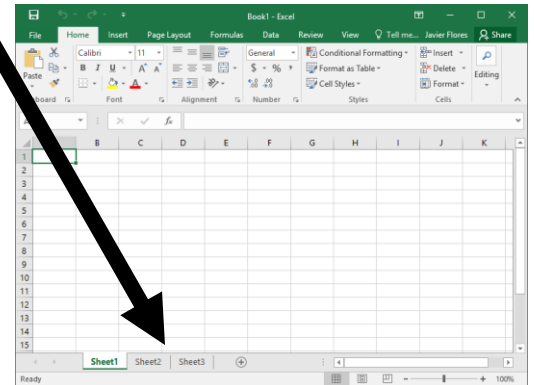 Book1 - Excel
File Home Insert Page Layout Formulas Data Review View Tell me... Javier Flores Share
Calibri 11 General Conditional Formatting Insert
B I U A A $ % Format as Table Delete
Paste A Cell Styles Format Editing
board Font Alignment Number Styles Cells
fx
B C D E F G H I J K
1
2
3
4
5
6
7
8
9
10
11
12
13
14
15
Sheet1 Sheet2 Sheet3
Ready 100%